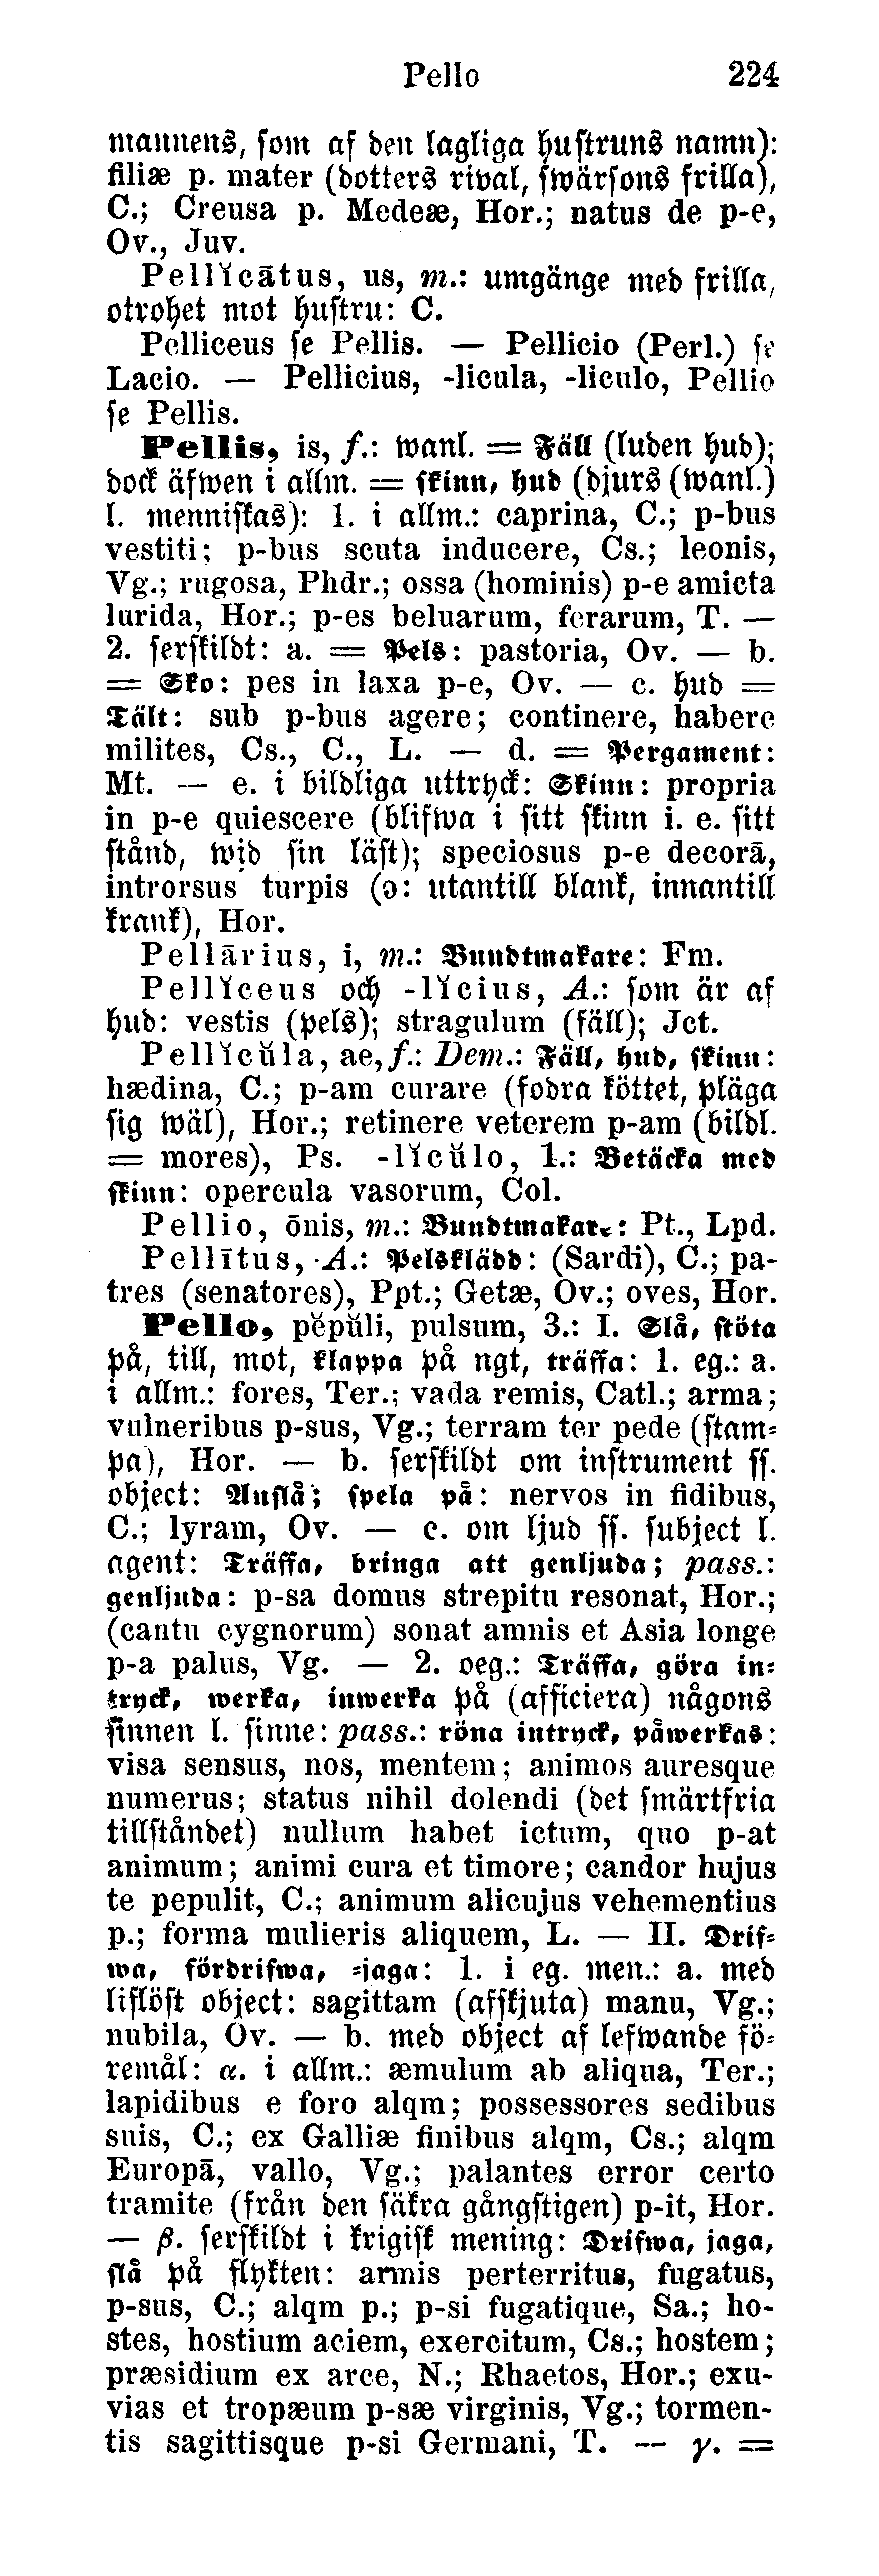 Pello 224
mannens, som af den lagliga hustruns namn):
filiæ p. mater (dotters rival, swärsons frilla),
C.; Creusa p. Medeæ, Hor.; natus de p-e,
Ov., Juv.
Pellĭcātus, us, m.: umgänge med frilla,
otrohet mot hustru: C.
Pelliceus se Pellis. — Pellicio (Perl.) se
Lacio. — Pellicius, -licula, -liculo, Pellio
se Pellis.
Pellis, is, f.: wanl. = Fäll (luden hud);
dock äfwen i allm. = skinn, hud (djurs (wanl.)
l. menniskas): 1. i allm.: caprina, C.; p-bus
vestiti; p-bus scuta inducere, Cs.; leonis,
Vg.; rugosa, Phdr.; ossa (hominis) p-e amicta
lurida, Hor.; p-es beluarum, ferarum, T. —
2. serskildt: a. = Pels: pastoria, Ov. — b.
= Sko: pes in laxa p-e, Ov. — c. hud =
Tält: sub p-bus agere; continere, habere
milites, Cs., C., L. — d. = Pergament:
Mt. — e. i bildliga uttryck: Skinn: propria
in p-e quiescere (blifwa i sitt skinn i. e. sitt
stånd, wid sin läst); speciosus p-e decorā,
introrsus turpis (ɔ: utantill blank, innantill
krank), Hor.
Pellārius, i, m.: Bundtmakare: Fm.
Pellĭceus och -lĭcius, A.: som är af
hud: vestis (pels); stragulum (fäll); Jct.
Pellĭcŭla, ae, f.: Dem.: Fäll, hud, skinn:
hædina, C.; p-am curare (fodra köttet, pläga
sig wäl), Hor.; retinere veterem p-am (bildl.
= mores), Ps. -lĭcŭlo, 1.: Betäcka med
skinn: opercula vasorum, Col.
Pellio, ōnis, m.: Bundtmakare: Pt., Lpd.
Pellītus, A.: Pelsklädd: (Sardi), C.; pa-
tres (senatores), Ppt.; Getæ, Ov.; oves, Hor.
Pello, pĕpŭli, pulsum, 3.: I. Slå, stöta
på, till, mot, klappa på ngt, träffa: 1. eg.: a.
i allm.: fores, Ter.; vada remis, Catl.; arma;
vulneribus p-sus, Vg.; terram ter pede (stam-
pa), Hor. — b. serskildt om instrument ss.
object: Anslå; spela på: nervos in fidibus,
C.; lyram, Ov. — c. om ljud ss. subject l.
agent: Träffa, bringa att genljuda; pass.:
genljuda: p-sa domus strepitu resonat, Hor.;
(cantu cygnorum) sonat amnis et Asia longe
p-a palus, Vg. — 2. oeg.: Träffa, göra in-
tryck, werka, inwerka på (afficiera) någons
sinnen l. sinne: pass.: röna intryck, påwerkas:
visa sensus, nos, mentem; animos auresque
numerus; status nihil dolendi (det smärtfria
tillståndet) nullum habet ictum, quo p-at
animum; animi cura et timore; candor hujus
te pepulit, C.; animum alicujus vehementius
p.; forma mulieris aliquem, L. — II. Drif-
wa, fördrifwa, -jaga: 1. i eg. men.: a. med
liflöst object: sagittam (afskjuta) manu, Vg.;
nubila, Ov. — b. med object af lefwande fö-
remål: α. i allm.: æmulum ab aliqua, Ter.;
lapidibus e foro alqm; possessores sedibus
suis, C.; ex Galliæ finibus alqm, Cs.; alqm
Europā, vallo, Vg.; palantes error certo
tramite (från den säkra gångstigen) p-it, Hor.
— β. serskildt i krigisk mening: Drifwa, jaga,
slå på flykten: armis perterritus, fugatus,
p-sus, C.; alqm p.; p-si fugatique, Sa.; ho-
stes, hostium aciem, exercitum, Cs.; hostem;
præsidium ex arce, N.; Rhaetos, Hor.; exu-
vias et tropæum p-sæ virginis, Vg.; tormen-
tis sagittisque p-si Germani, T. — γ. =